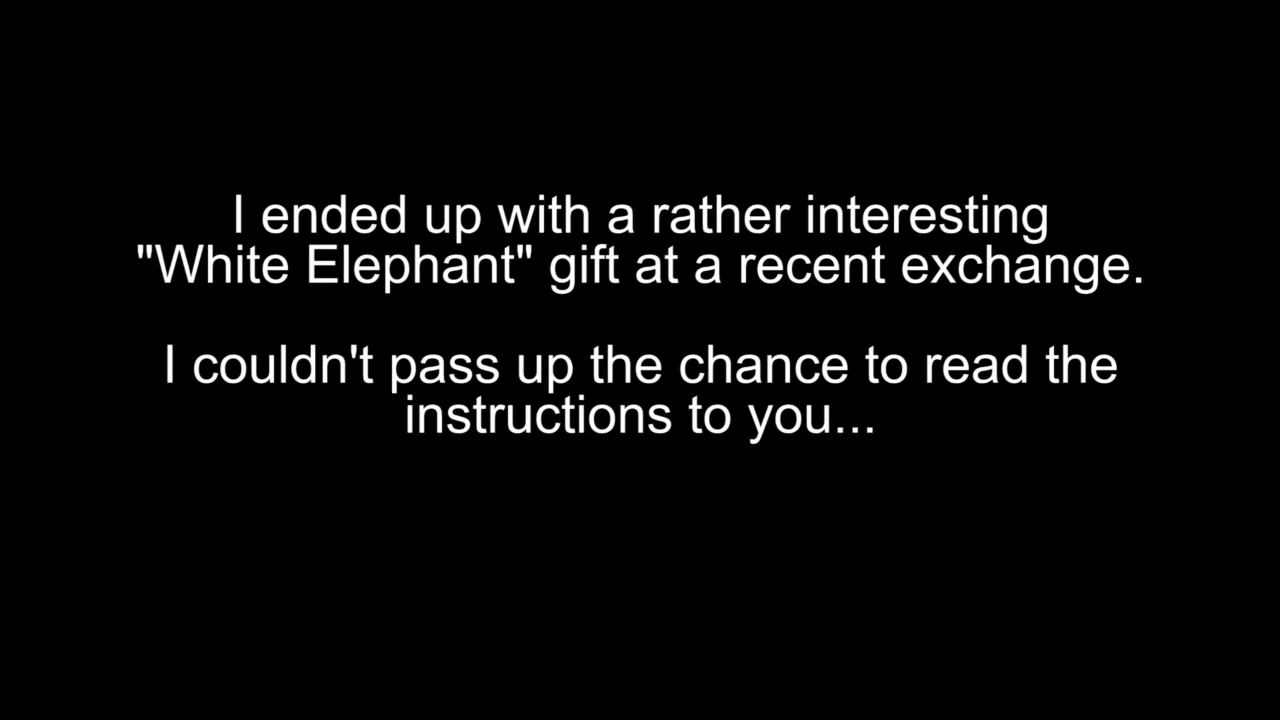 I ended up with a rather interesting
"White Elephant" gift at a recent exchange.
I couldn't pass up the chance to read the
instructions to you...